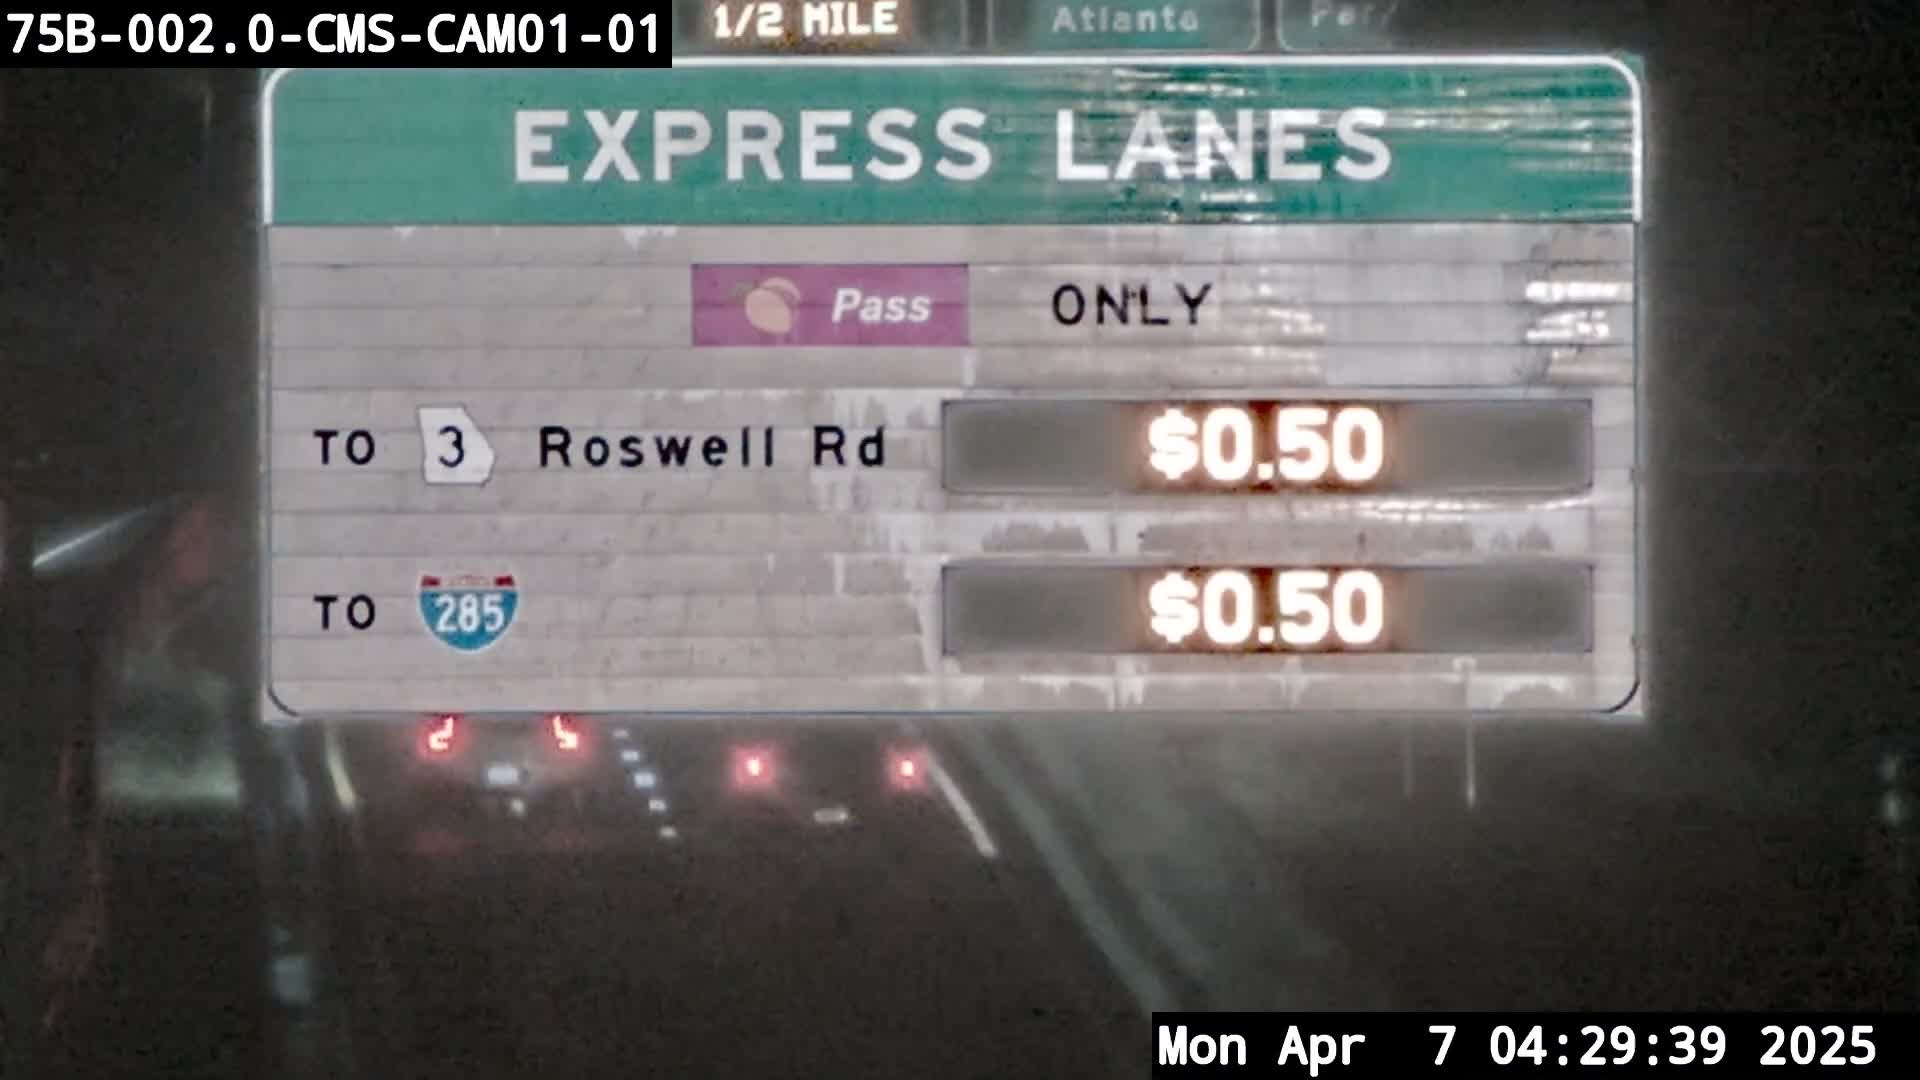 75B-002.0-CMS-CAM01-01
1/2 MILE
Atlanta
EXPRESS LANES
Pass ONLY
TO 3 Roswell Rd $0.50
TO 285 $0.50
Mon Apr 7 04:29:39 2025